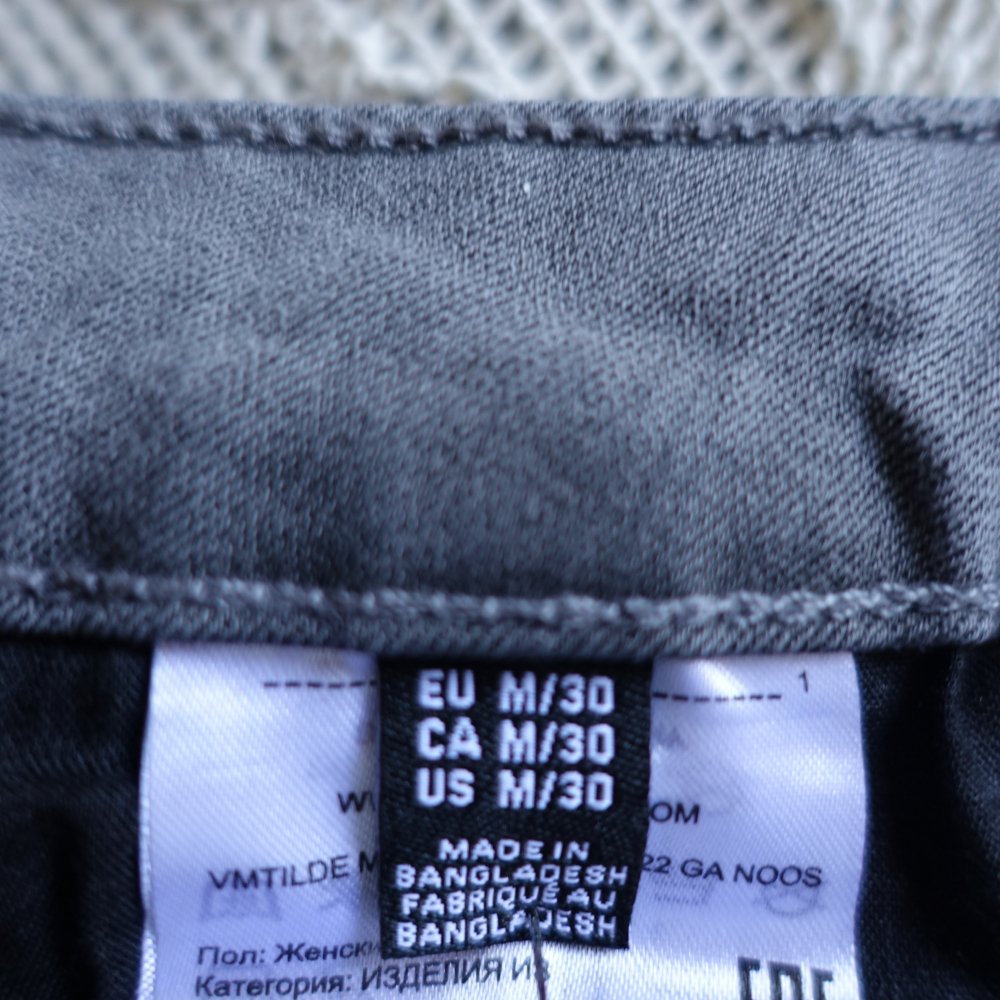 1
EU M/30
CA M/30
US M/30
OM
MADE IN
VMTILDE 22 GA NOOS
BANGLADESH
FABRIQUÉ AU
BANGLADESH
Пол:
Категория: ИЗДЕЛИЯ ИЗ